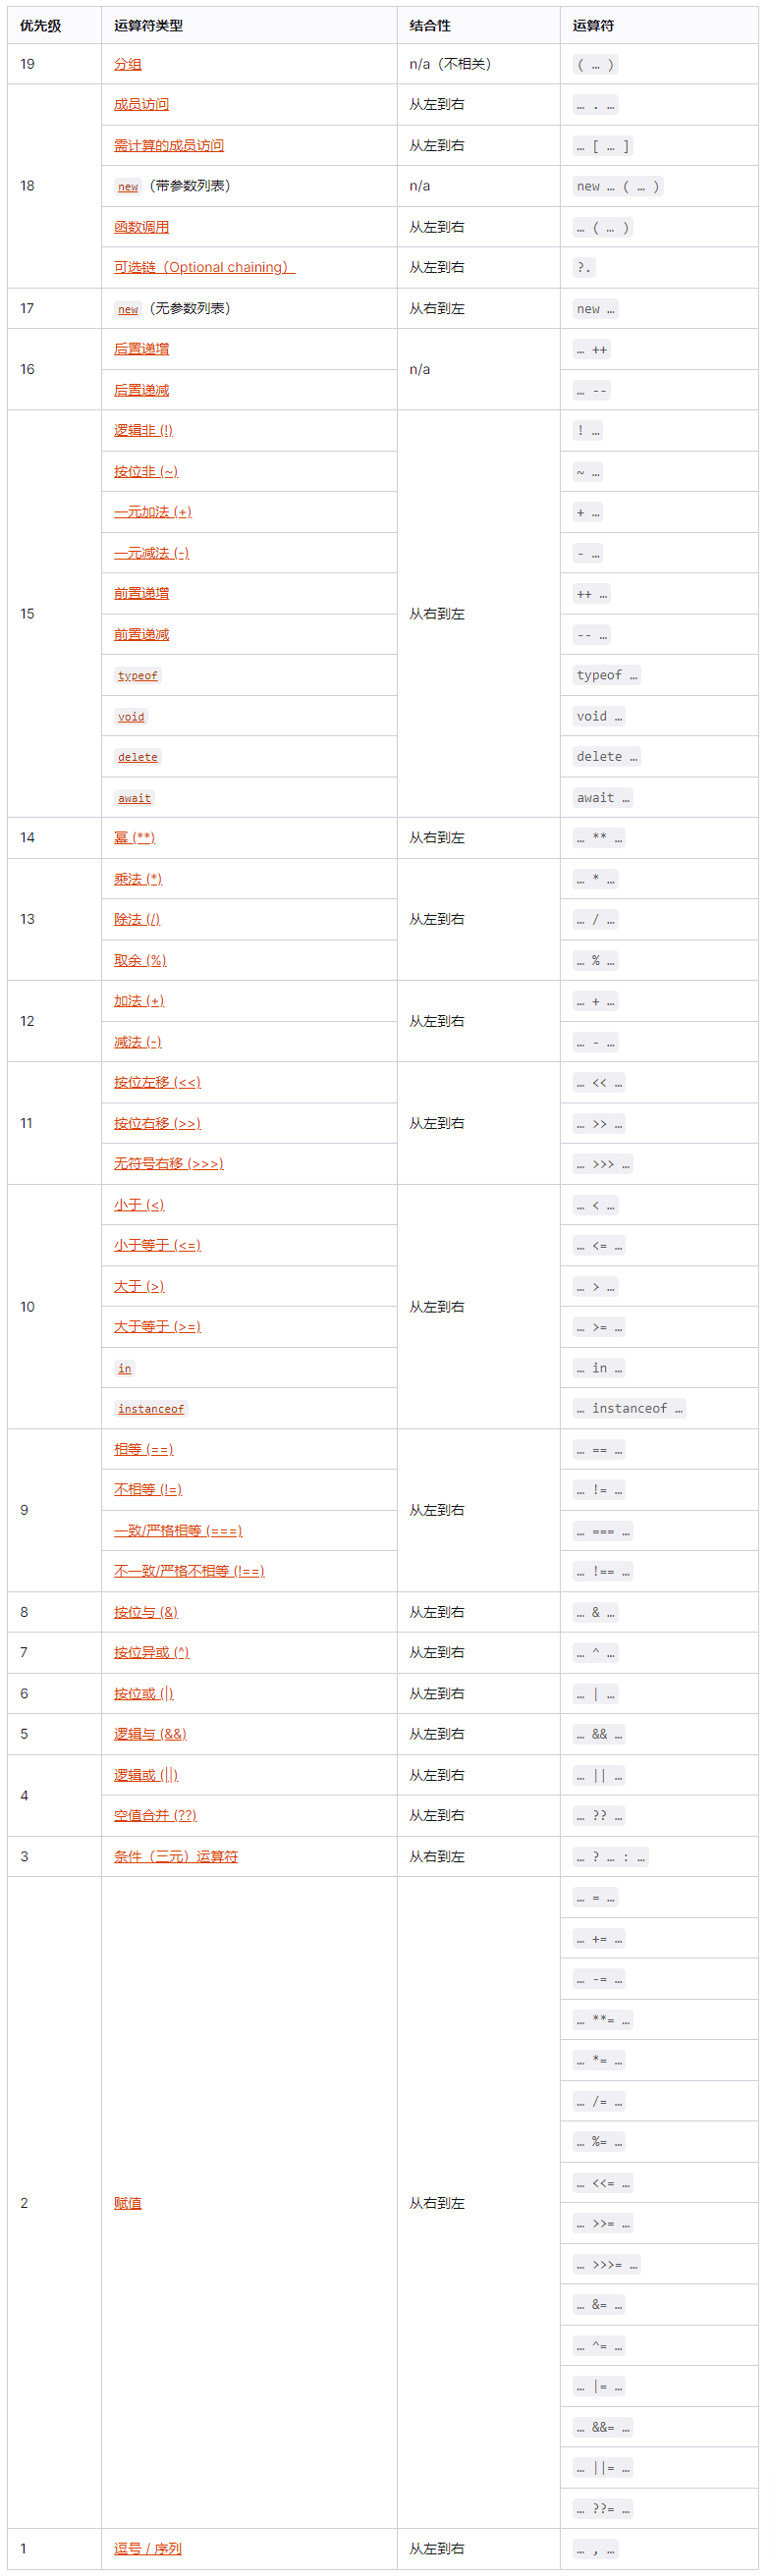 优先级 运算符类型 结合性 运算符
19 分组 n/a（不相关） ( … )
成员访问 从左到右 … . …
需计算的成员访问 从左到右 … [ … ]
18 new（带参数列表） n/a new … ( … )
函数调用 从左到右 … ( … )
可选链（Optional chaining） 从左到右 ?.
17 new（无参数列表） 从右到左 new …
16 后置递增 n/a … ++
后置递减 … --
逻辑非 (!) ! …
按位非 (~) ~ …
一元加法 (+) + …
一元减法 (-) - …
前置递增 ++ …
15 从右到左
前置递减 -- …
typeof typeof …
void void …
delete delete …
await await …
14 幂 (**) 从右到左 … ** …
乘法 (*) … * …
13 除法 (/) 从左到右 … / …
取余 (%) … % …
12 加法 (+) 从左到右 … + …
减法 (-) … - …
按位左移 (<<) … << …
11 按位右移 (>>) 从左到右 … >> …
无符号右移 (>>>) … >>> …
小于 (<) … < …
小于等于 (<=) … <= …
大于 (>) … > …
10 从左到右
大于等于 (>=) … >= …
in … in …
instanceof … instanceof …
相等 (==) … == …
不相等 (!=) … != …
9 从左到右
一致/严格相等 (===) … === …
不一致/严格不相等 (!==) … !== …
8 按位与 (&) 从左到右 … & …
7 按位异或 (^) 从左到右 … ^ …
6 按位或 (|) 从左到右 … | …
5 逻辑与 (&&) 从左到右 … && …
4 逻辑或 (||) 从左到右 … || …
空值合并 (??) 从左到右 … ?? …
3 条件（三元）运算符 从右到左 … ? … : …
… = …
… += …
… -= …
… **= …
… *= …
… /= …
… %= …
… <<= …
2 赋值 从右到左
… >>= …
… >>>= …
… &= …
… ^= …
… |= …
… &&= …
… ||= …
… ??= …
1 逗号 / 序列 从左到右 … , …